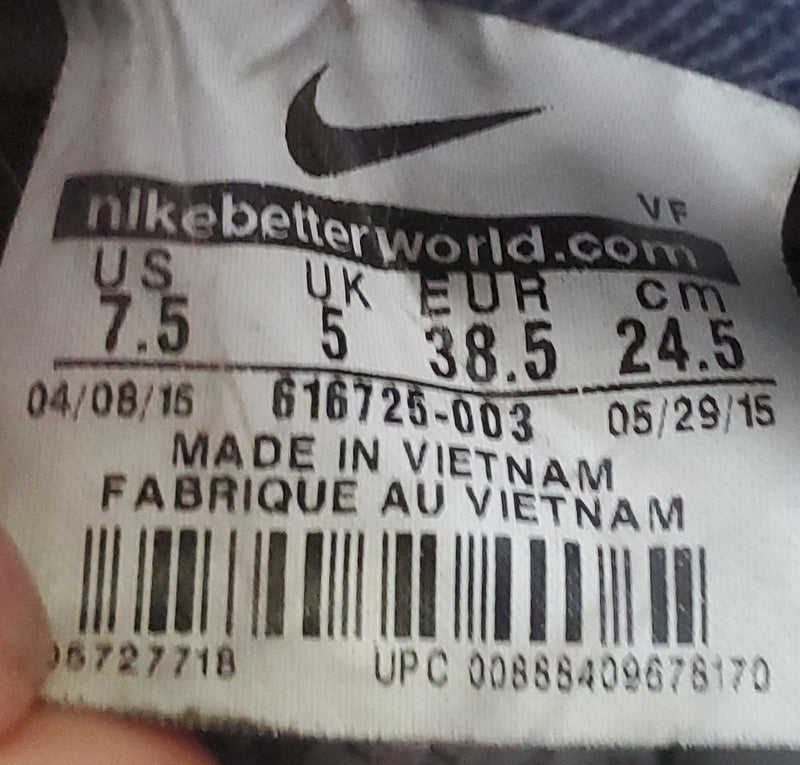 VF
nikebetterworld.com
US UK EUR cm
7.5 5 38.5 24.5
04/08/15 616725-003 05/29/15
MADE IN VIETNAM
FABRIQUE AU VIETNAM
UPC 00888409678170